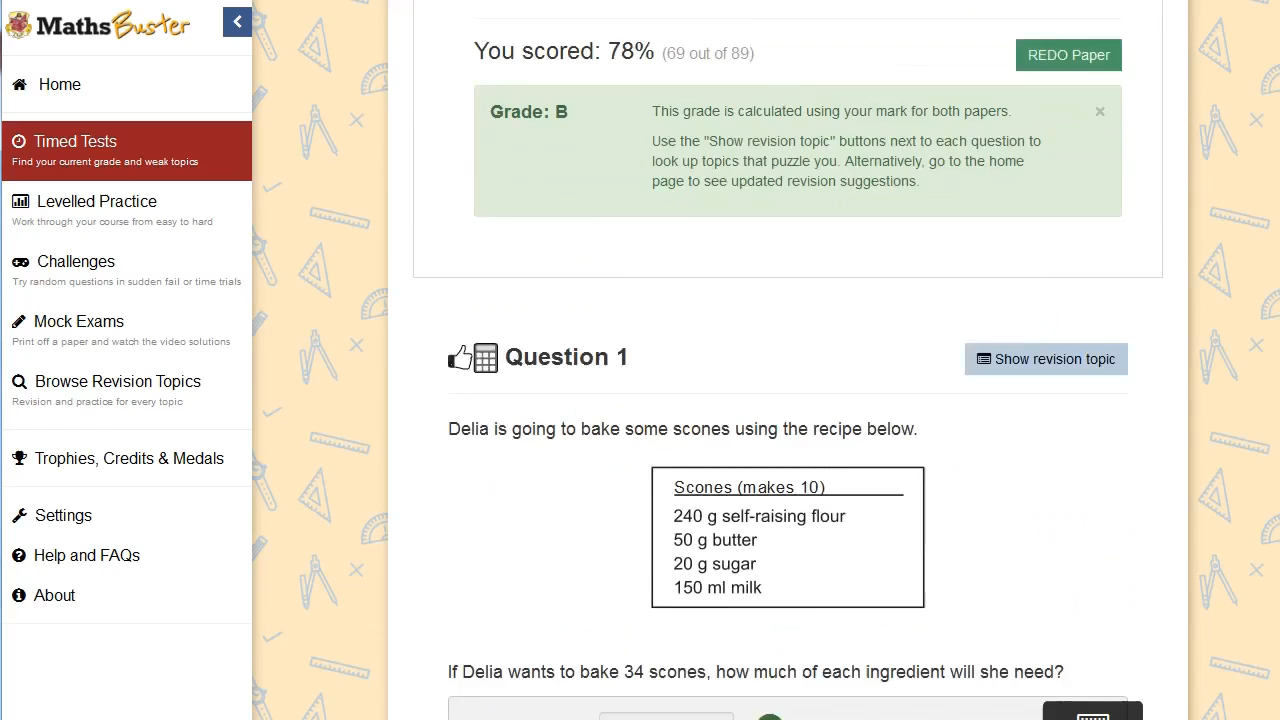 Maths Buster
Home
Timed Tests
Find your current grade and weak topics
Levelled Practice
Work through your course from easy to hard
Challenges
Try random questions in sudden fail or time trials
Mock Exams
Print off a paper and watch the video solutions
Browse Revision Topics
Revision and practice for every topic
Trophies, Credits & Medals
Settings
Help and FAQs
About
You scored: 78% (69 out of 89)
REDO Paper
Grade: B
This grade is calculated using your mark for both papers.
×
Use the "Show revision topic" buttons next to each question to
look up topics that puzzle you. Alternatively, go to the home
page to see updated revision suggestions.
Question 1
Show revision topic
Delia is going to bake some scones using the recipe below.
Scones (makes 10)
240 g self-raising flour
50 g butter
20 g sugar
150 ml milk
If Delia wants to bake 34 scones, how much of each ingredient will she need?